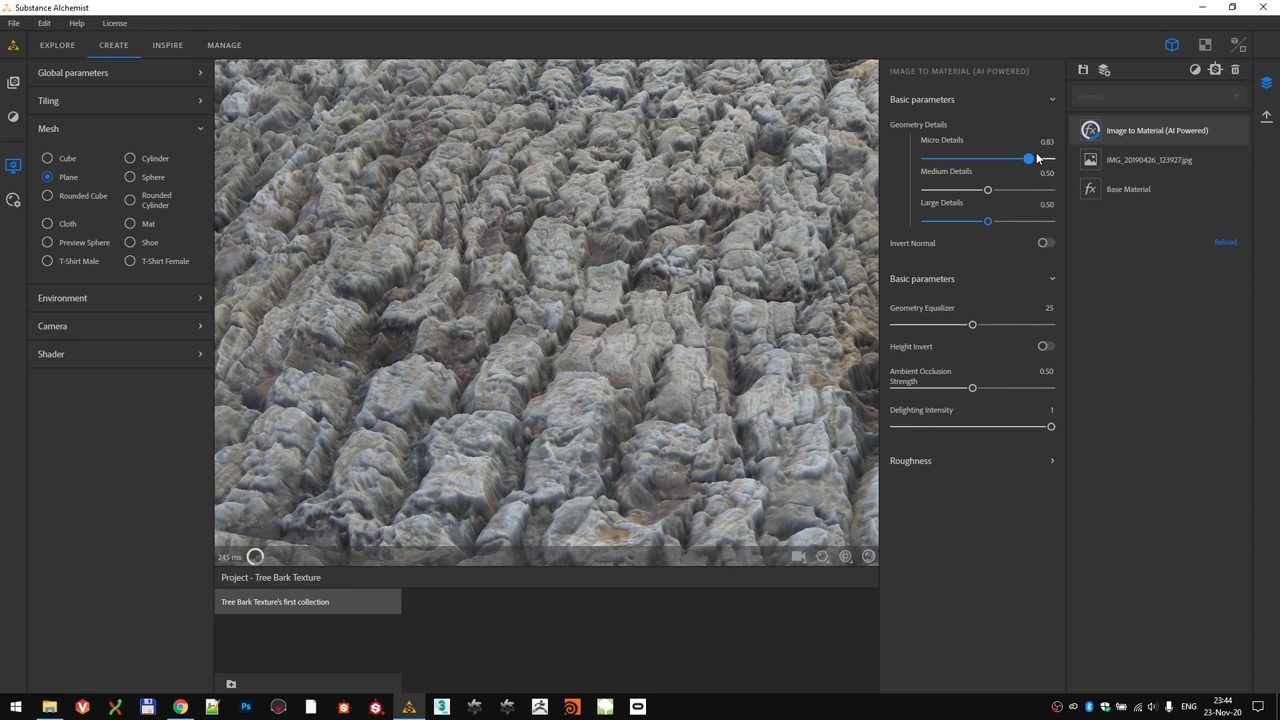 Substance Alchemist
File Edit Help License
EXPLORE CREATE INSPIRE MANAGE
Global parameters
Tiling
Mesh
Cube Cylinder
Plane Sphere
Rounded Cube Rounded
Cylinder
Cloth Mat
Preview Sphere Shoe
T-Shirt Male T-Shirt Female
Environment
Camera
Shader
245 ms
Project - Tree Bark Texture
Tree Bark Texture's first collection
IMAGE TO MATERIAL (AI POWERED)
Basic parameters
Geometry Details
Micro Details 0.83
Medium Details 0.50
Large Details 0.50
Invert Normal
Basic parameters
Geometry Equalizer 25
Height Invert
Ambient Occlusion 0.50
Strength
Delighting Intensity 1
Roughness
Normal
Image to Material (AI Powered)
IMG_20190426_123927.jpg
Base Material
Reload
ENG
23:44
23-Nov-20